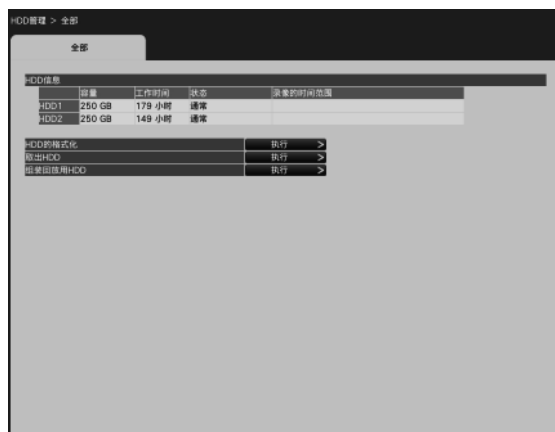 HDD管理 > 全部
全部
HDD信息
容量 工作时间 状态 录像的时间范围
HDD1 250 GB 179 小时 通常
HDD2 250 GB 149 小时 通常
HDD的格式化 执行 >
取出HDD 执行 >
组装回放用HDD 执行 >